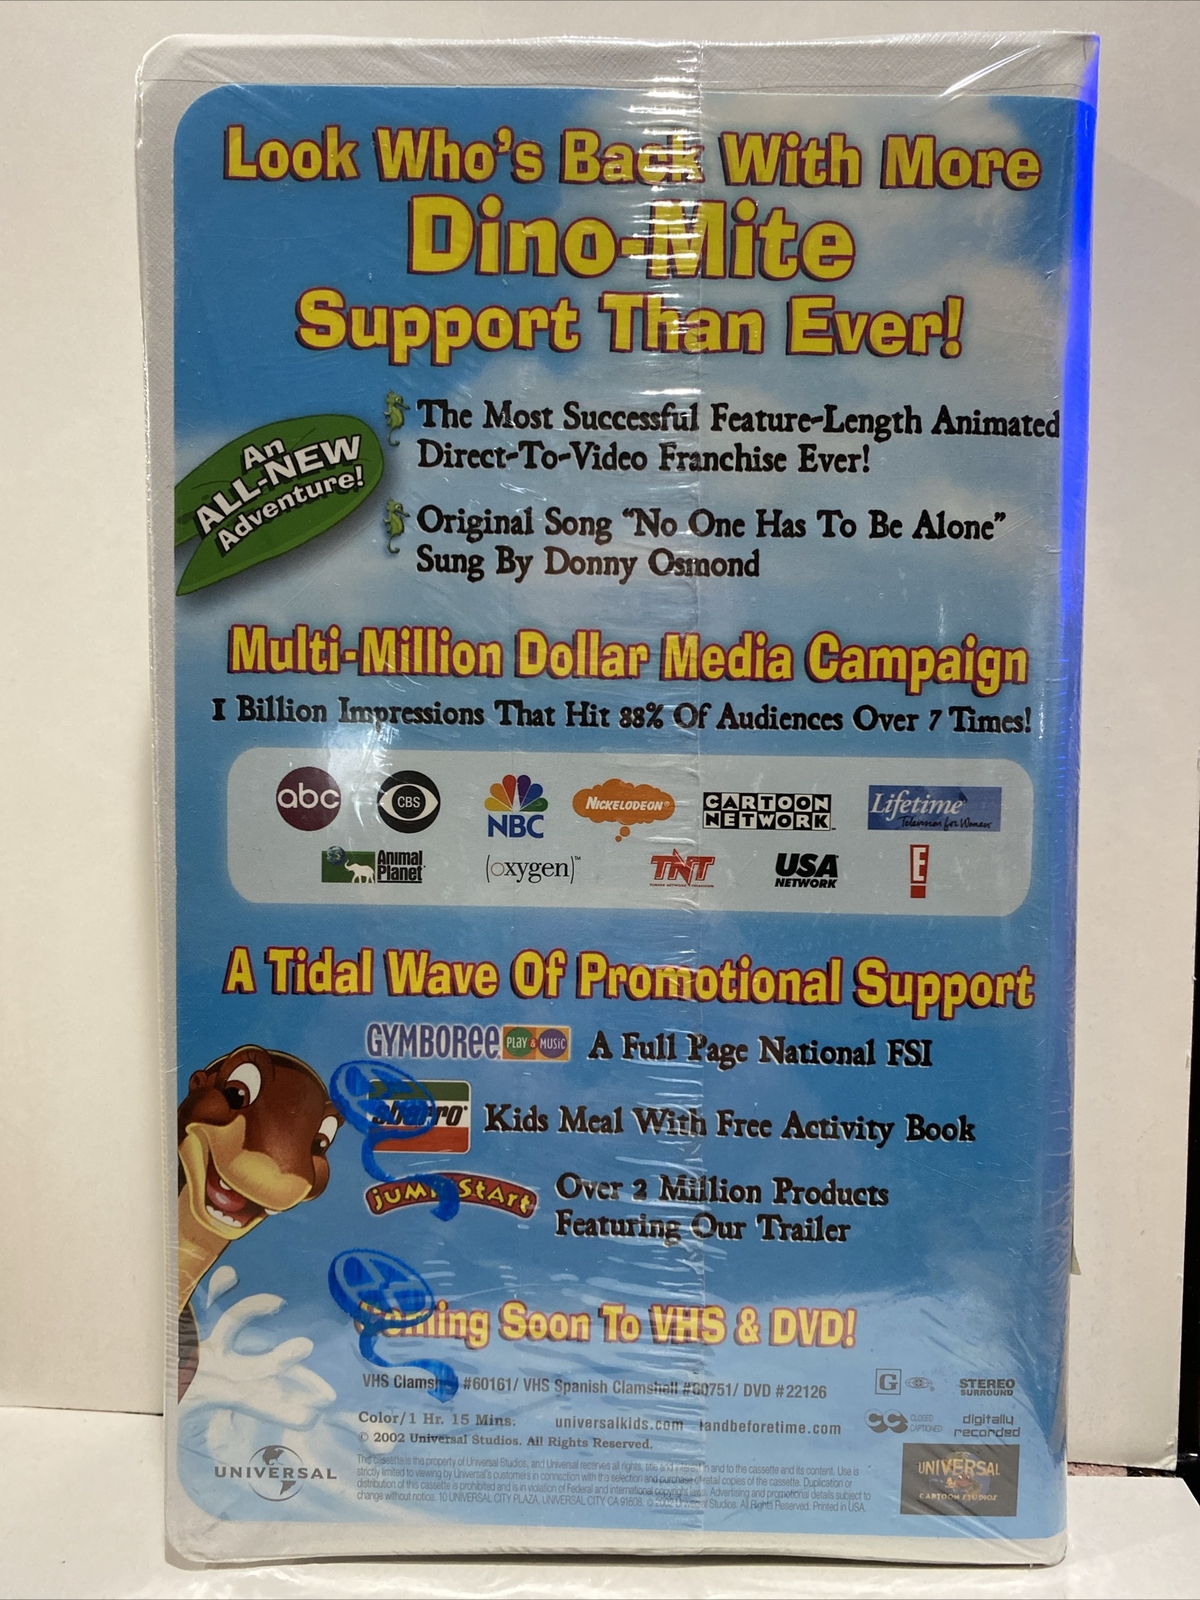 Look Who's Back With More
Dino-Mite
Support Than Ever!
An
ALL-NEW
Adventure!
The Most Successful Feature-Length Animated
Direct-To-Video Franchise Ever!
Original Song "No One Has To Be Alone"
Sung By Donny Osmond
Multi-Million Dollar Media Campaign
1 Billion Impressions That Hit 88% Of Audiences Over 7 Times!
abc CBS NBC NICKELODEON® CARTOON NETWORK™ Lifetime Television for Women
Animal Planet (oxygen)™ TNT USA NETWORK E!
A Tidal Wave Of Promotional Support
GYMBOREE PLAY & MUSIC A Full Page National FSI
sbarro® Kids Meal With Free Activity Book
JumpStart Over 2 Million Products
Featuring Our Trailer
Coming Soon To VHS & DVD!
VHS Clamshell #60161/ VHS Spanish Clamshell #60751/ DVD #22126
G STEREO SURROUND
Color/1 Hr. 15 Mins. universalkids.com landbeforetime.com
CC CLOSED CAPTIONED digitally recorded
© 2002 Universal Studios. All Rights Reserved.
UNIVERSAL
The cassette is the property of Universal Studios, and Universal reserves all rights, title and interest in and to the cassette and its content. Use is
strictly limited to viewing by Universal's customers in connection with the selection and purchase of retail copies of the cassette. Duplication or
distribution of this cassette is prohibited and is in violation of Federal and international copyright laws. Advertising and promotional details subject to
change without notice. 10 UNIVERSAL CITY PLAZA, UNIVERSAL CITY, CA 91608. © 2002 Universal Studios. All Rights Reserved. Printed in USA.
UNIVERSAL
CARTOON STUDIOS